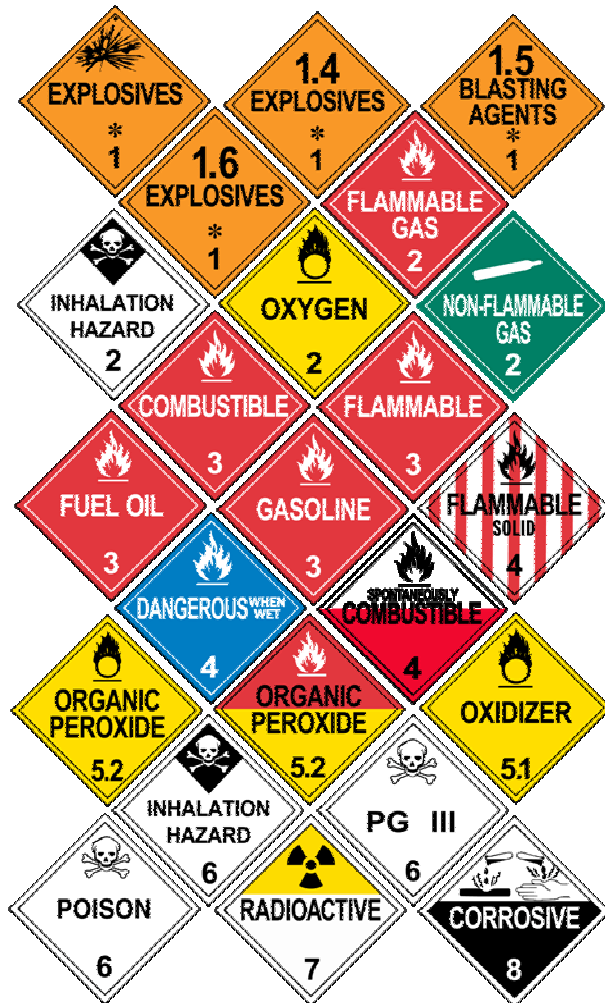 EXPLOSIVES
*
1
1.4
EXPLOSIVES
*
1
1.5
BLASTING
AGENTS
*
1
1.6
EXPLOSIVES
*
1
FLAMMABLE
GAS
2
INHALATION
HAZARD
2
OXYGEN
2
NON-FLAMMABLE
GAS
2
COMBUSTIBLE
3
FLAMMABLE
3
FUEL OIL
3
GASOLINE
3
FLAMMABLE
SOLID
4
DANGEROUS WHEN
WET
4
SPONTANEOUSLY
COMBUSTIBLE
4
ORGANIC
PEROXIDE
5.2
ORGANIC
PEROXIDE
5.2
OXIDIZER
5.1
INHALATION
HAZARD
6
PG III
6
POISON
6
RADIOACTIVE
7
CORROSIVE
8